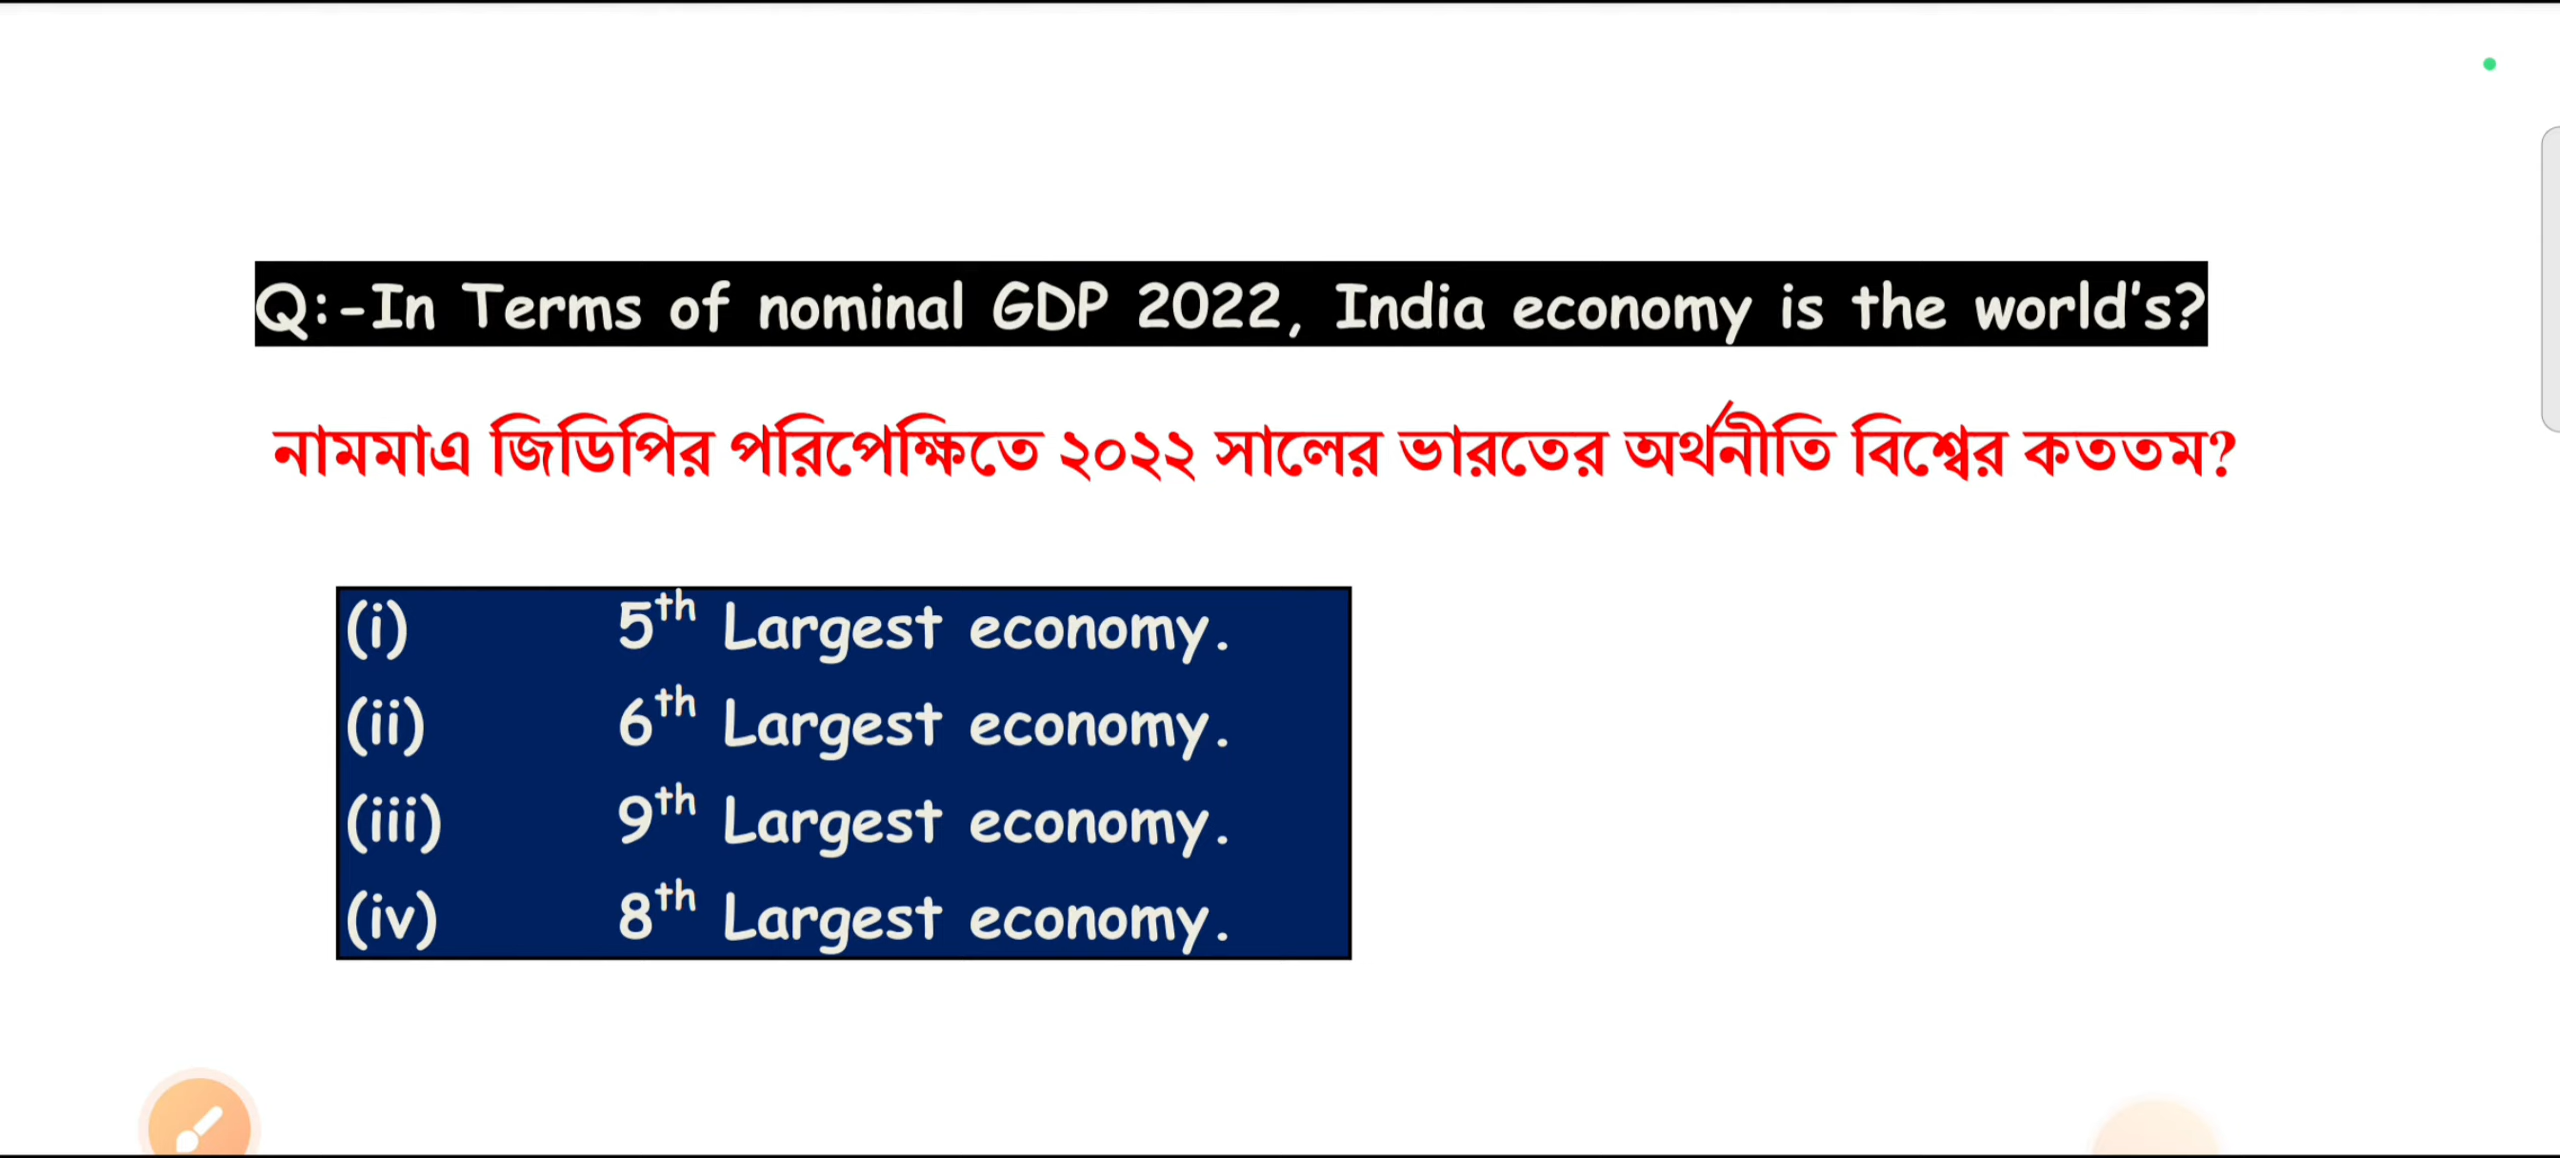 Q:-In Terms of nominal GDP 2022, India economy is the world's?
নামমাএ জিডিপির পরিপেক্ষিতে ২০২২ সালের ভারতের অর্থনীতি বিশ্বের কততম?
(i) 5th Largest economy.
(ii) 6th Largest economy.
(iii) 9th Largest economy.
(iv) 8th Largest economy.